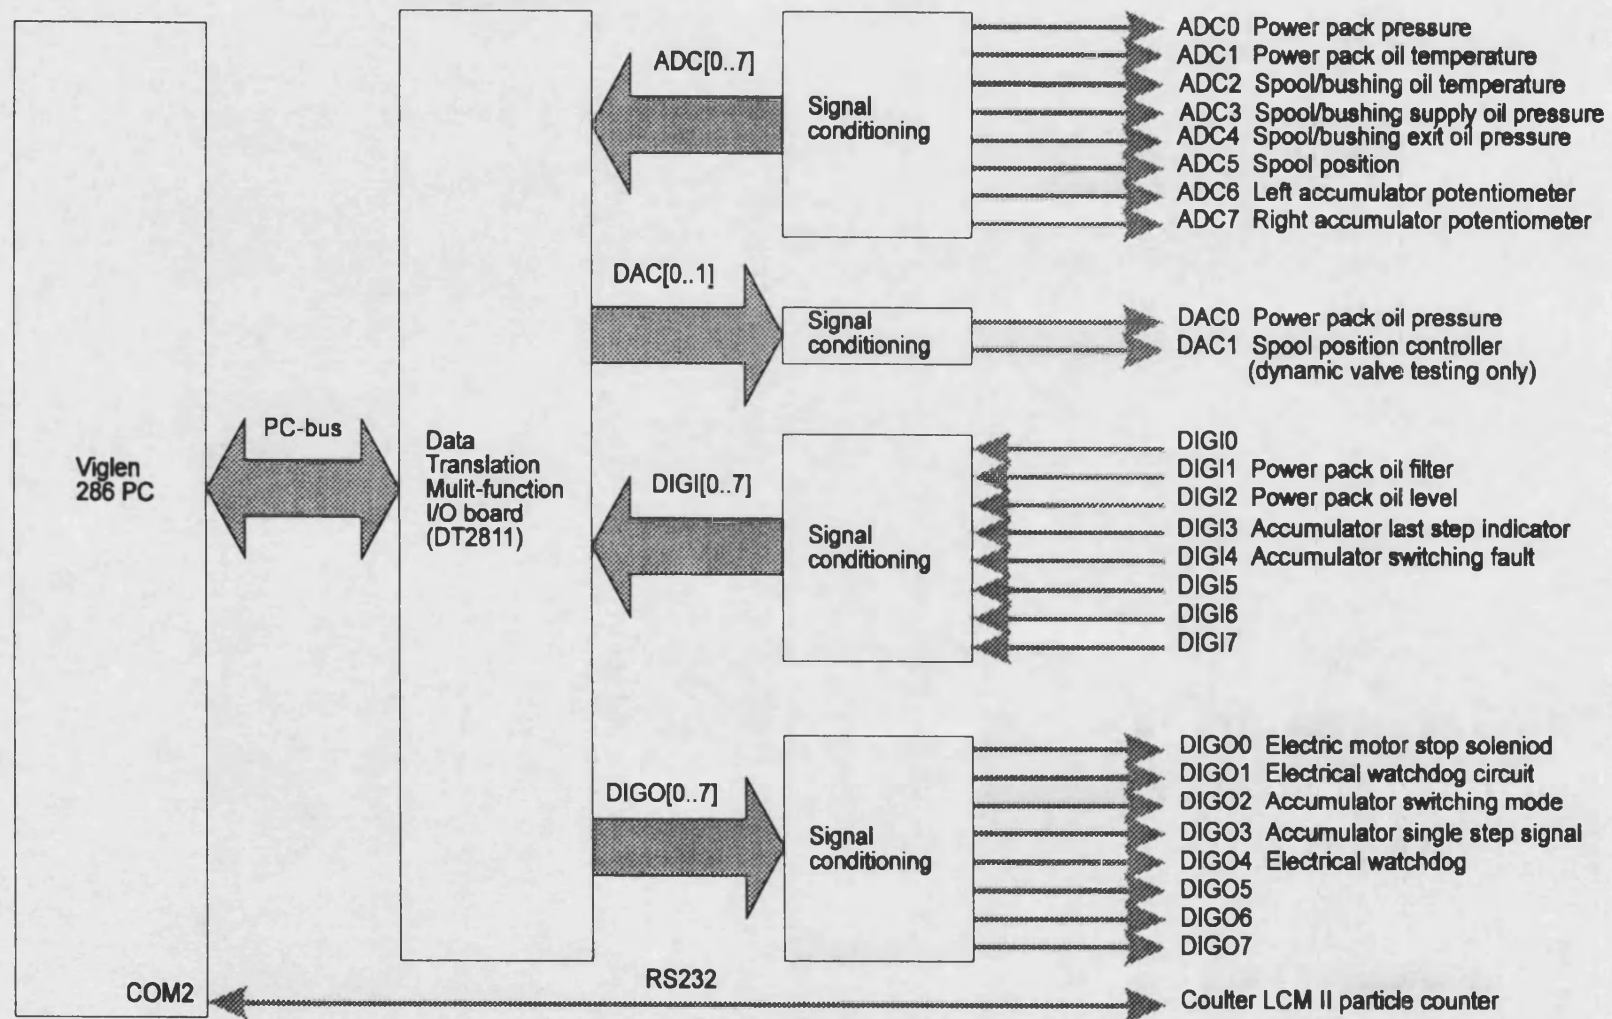 Viglen
286 PC
COM2
PC-bus
Data
Translation
Mulit-function
I/O board
(DT2811)
ADC[0..7]
Signal
conditioning
ADC0 Power pack pressure
ADC1 Power pack oil temperature
ADC2 Spool/bushing oil temperature
ADC3 Spool/bushing supply oil pressure
ADC4 Spool/bushing exit oil pressure
ADC5 Spool position
ADC6 Left accumulator potentiometer
ADC7 Right accumulator potentiometer
DAC[0..1]
Signal
conditioning
DAC0 Power pack oil pressure
DAC1 Spool position controller
(dynamic valve testing only)
DIGI[0..7]
Signal
conditioning
DIGI0
DIGI1 Power pack oil filter
DIGI2 Power pack oil level
DIGI3 Accumulator last step indicator
DIGI4 Accumulator switching fault
DIGI5
DIGI6
DIGI7
DIGO[0..7]
Signal
conditioning
DIGO0 Electric motor stop soleniod
DIGO1 Electrical watchdog circuit
DIGO2 Accumulator switching mode
DIGO3 Accumulator single step signal
DIGO4 Electrical watchdog
DIGO5
DIGO6
DIGO7
RS232
Coulter LCM II particle counter